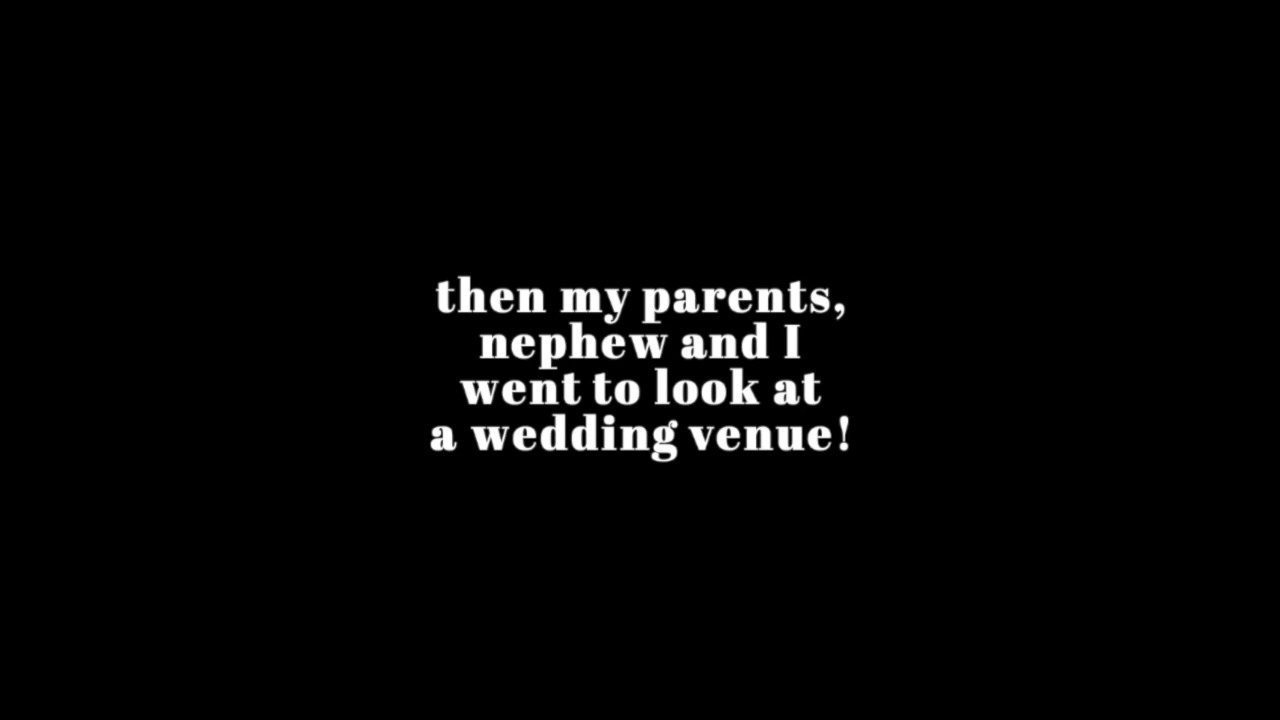 then my parents,
nephew and I
went to look at
a wedding venue!